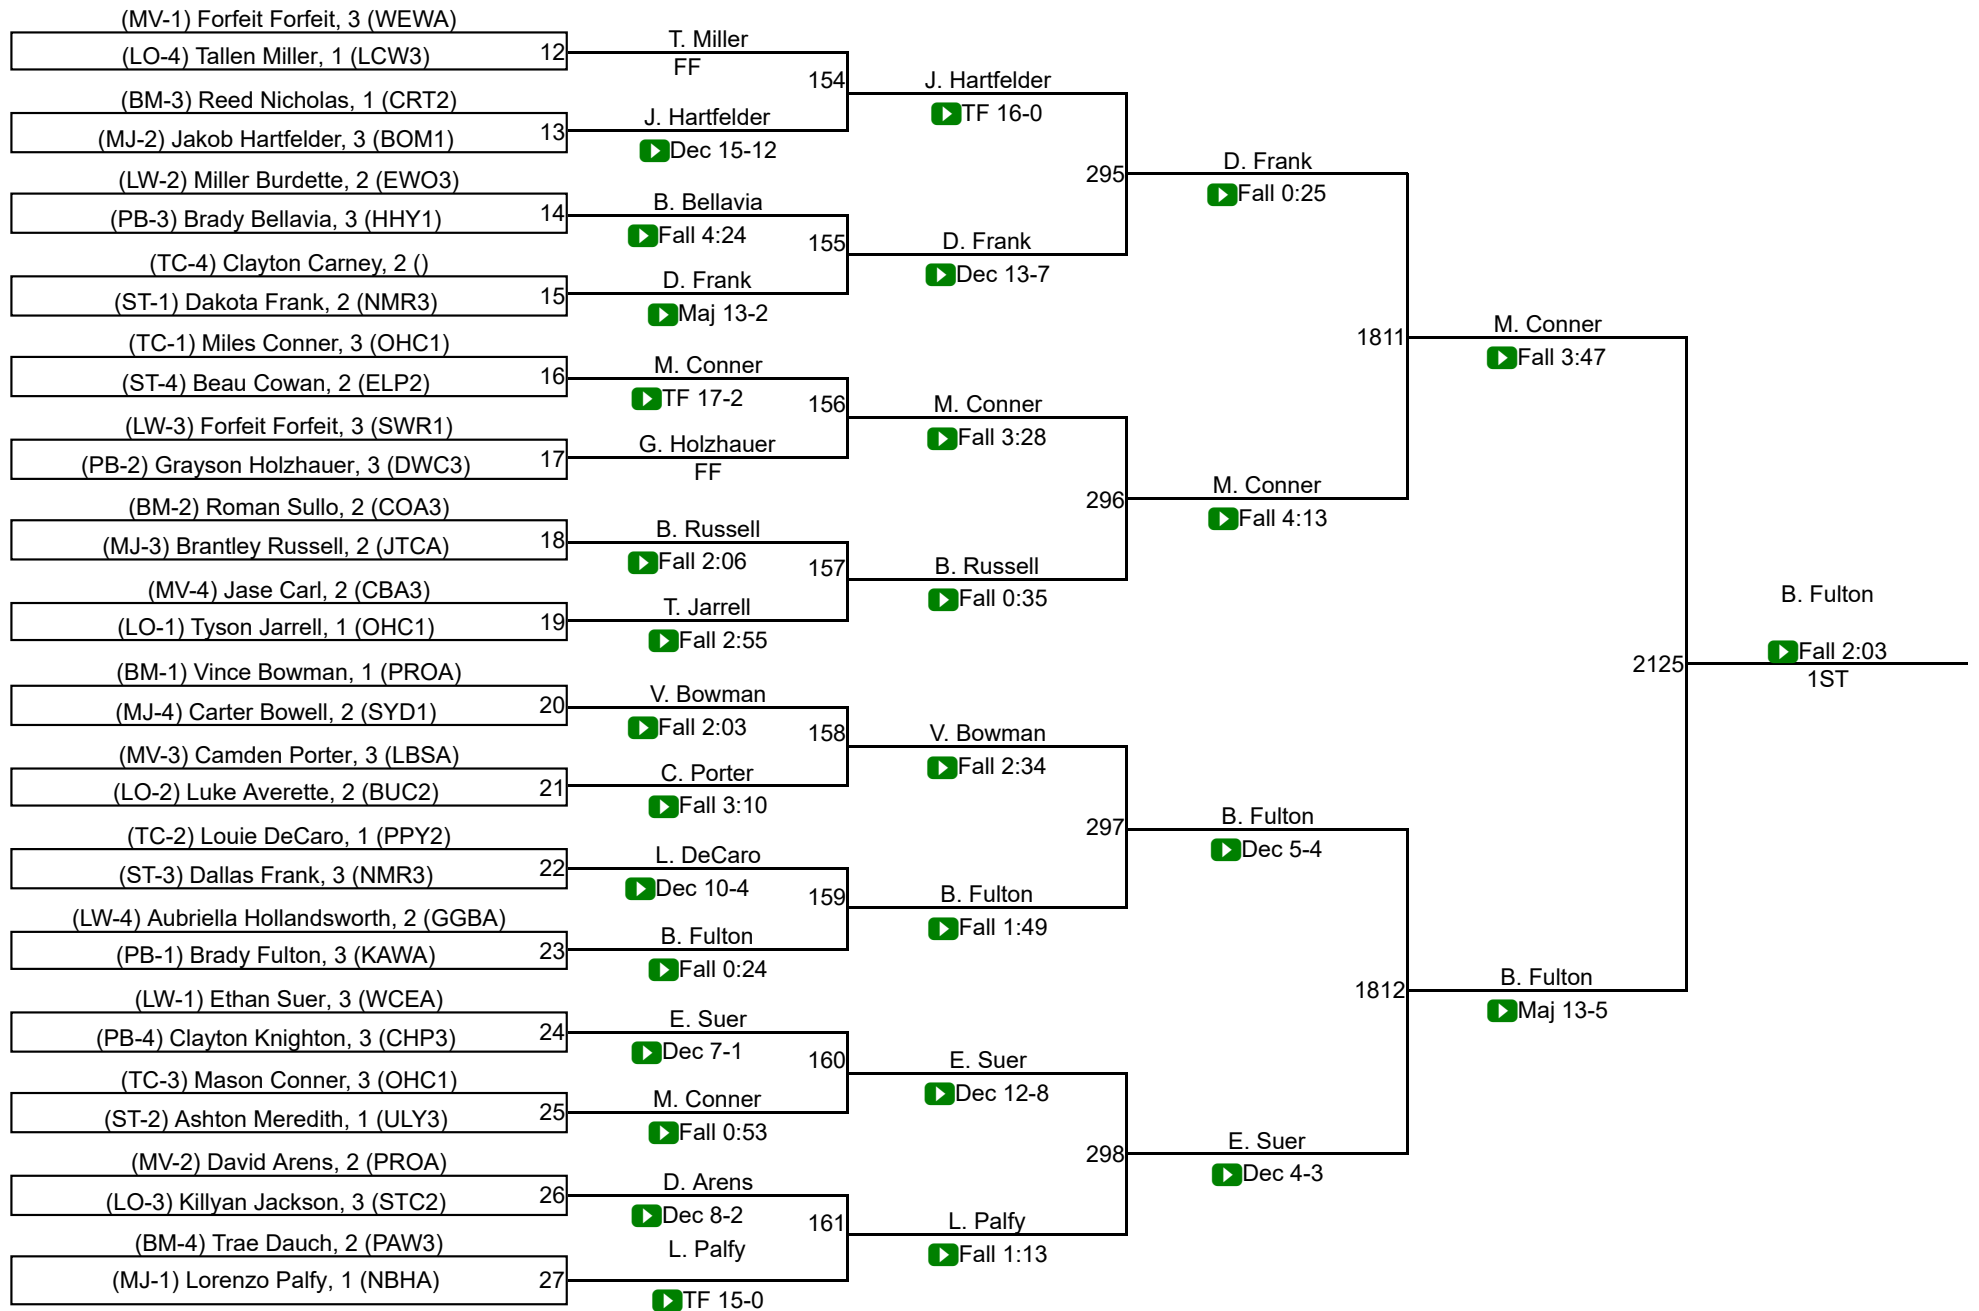 (MV-1) Forfeit Forfeit, 3 (WEWA)
(LO-4) Tallen Miller, 1 (LCW3)
12
(BM-3) Reed Nicholas, 1 (CRT2)
(MJ-2) Jakob Hartfelder, 3 (BOM1)
13
(LW-2) Miller Burdette, 2 (EWO3)
(PB-3) Brady Bellavia, 3 (HHY1)
14
(TC-4) Clayton Carney, 2 ()
(ST-1) Dakota Frank, 2 (NMR3)
15
(TC-1) Miles Conner, 3 (OHC1)
(ST-4) Beau Cowan, 2 (ELP2)
16
(LW-3) Forfeit Forfeit, 3 (SWR1)
(PB-2) Grayson Holzhauer, 3 (DWC3)
17
(BM-2) Roman Sullo, 2 (COA3)
(MJ-3) Brantley Russell, 2 (JTCA)
18
(MV-4) Jase Carl, 2 (CBA3)
(LO-1) Tyson Jarrell, 1 (OHC1)
19
(BM-1) Vince Bowman, 1 (PROA)
(MJ-4) Carter Bowell, 2 (SYD1)
20
(MV-3) Camden Porter, 3 (LBSA)
(LO-2) Luke Averette, 2 (BUC2)
21
(TC-2) Louie DeCaro, 1 (PPY2)
(ST-3) Dallas Frank, 3 (NMR3)
22
(LW-4) Aubriella Hollandsworth, 2 (GGBA)
(PB-1) Brady Fulton, 3 (KAWA)
23
(LW-1) Ethan Suer, 3 (WCEA)
(PB-4) Clayton Knighton, 3 (CHP3)
24
(TC-3) Mason Conner, 3 (OHC1)
(ST-2) Ashton Meredith, 1 (ULY3)
25
(MV-2) David Arens, 2 (PROA)
(LO-3) Killyan Jackson, 3 (STC2)
26
(BM-4) Trae Dauch, 2 (PAW3)
(MJ-1) Lorenzo Palfy, 1 (NBHA)
27
T. Miller
FF
154
J. Hartfelder
Dec 15-12
B. Bellavia
Fall 4:24
155
D. Frank
Maj 13-2
M. Conner
TF 17-2
156
G. Holzhauer
FF
B. Russell
Fall 2:06
157
T. Jarrell
Fall 2:55
V. Bowman
Fall 2:03
158
C. Porter
Fall 3:10
L. DeCaro
Dec 10-4
159
B. Fulton
Fall 0:24
E. Suer
Dec 7-1
160
M. Conner
Fall 0:53
D. Arens
Dec 8-2
161
L. Palfy
TF 15-0
J. Hartfelder
TF 16-0
295
D. Frank
Dec 13-7
M. Conner
Fall 3:28
296
B. Russell
Fall 0:35
V. Bowman
Fall 2:34
297
B. Fulton
Fall 1:49
E. Suer
Dec 12-8
298
L. Palfy
Fall 1:13
D. Frank
Fall 0:25
1811
M. Conner
Fall 4:13
B. Fulton
Dec 5-4
1812
E. Suer
Dec 4-3
M. Conner
Fall 3:47
2125
B. Fulton
Maj 13-5
B. Fulton
Fall 2:03
1ST